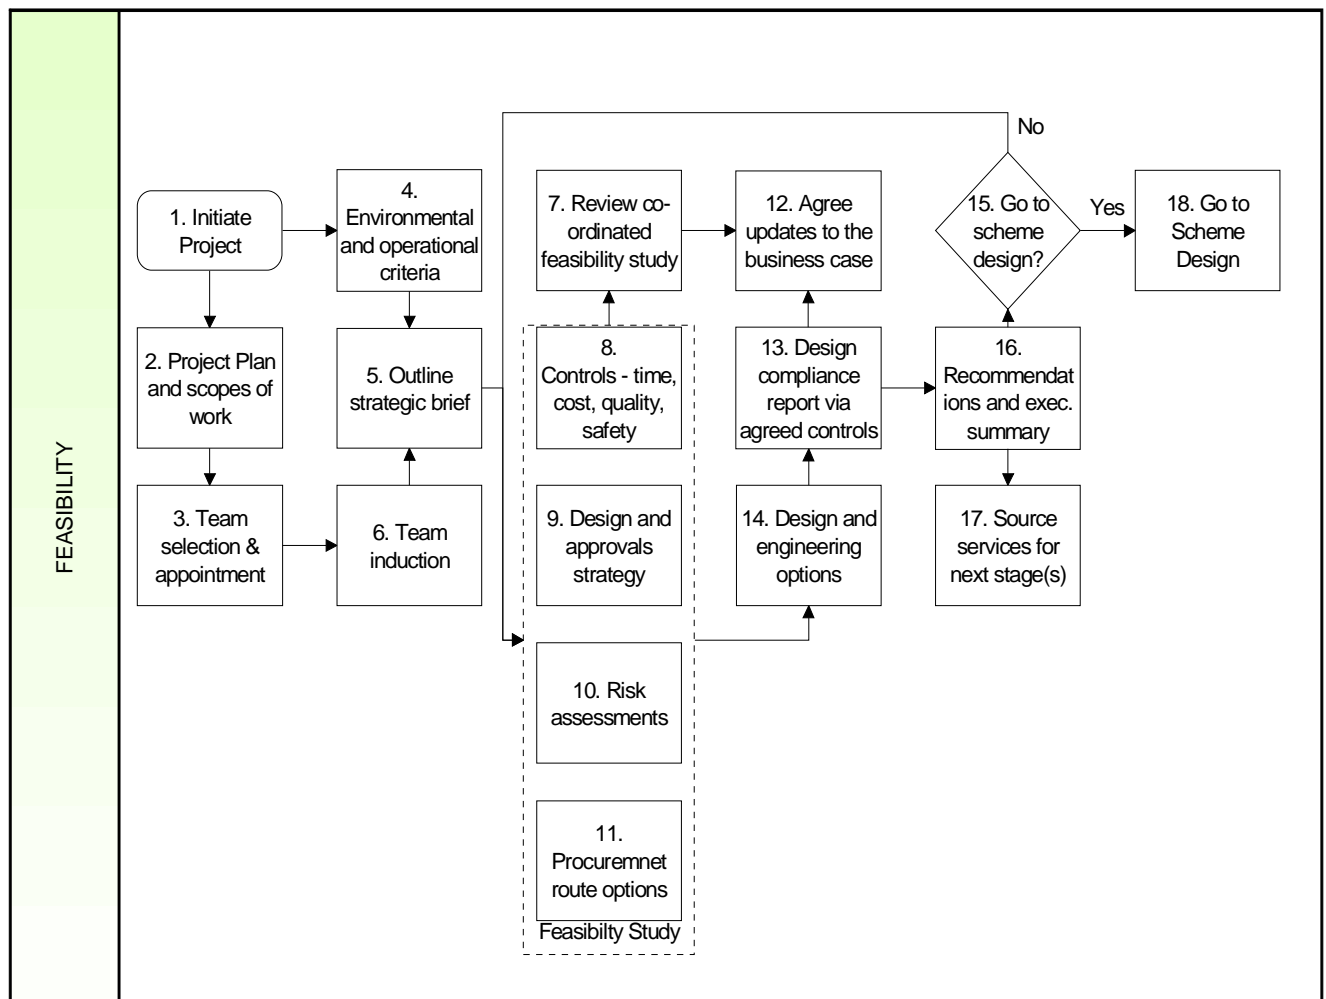 FEASIBILITY
1. Initiate
Project
2. Project Plan
and scopes of
work
3. Team
selection &
appointment
4.
Environmental
and operational
criteria
5. Outline
strategic brief
6. Team
induction
7. Review co-
ordinated
feasibility study
8.
Controls - time,
cost, quality,
safety
9. Design and
approvals
strategy
10. Risk
assessments
11.
Procuremnet
route options
Feasibilty Study
12. Agree
updates to the
business case
13. Design
compliance
report via
agreed controls
14. Design and
engineering
options
No
15. Go to
scheme
design?
Yes
16.
Recommendat
ions and exec.
summary
17. Source
services for
next stage(s)
18. Go to
Scheme
Design